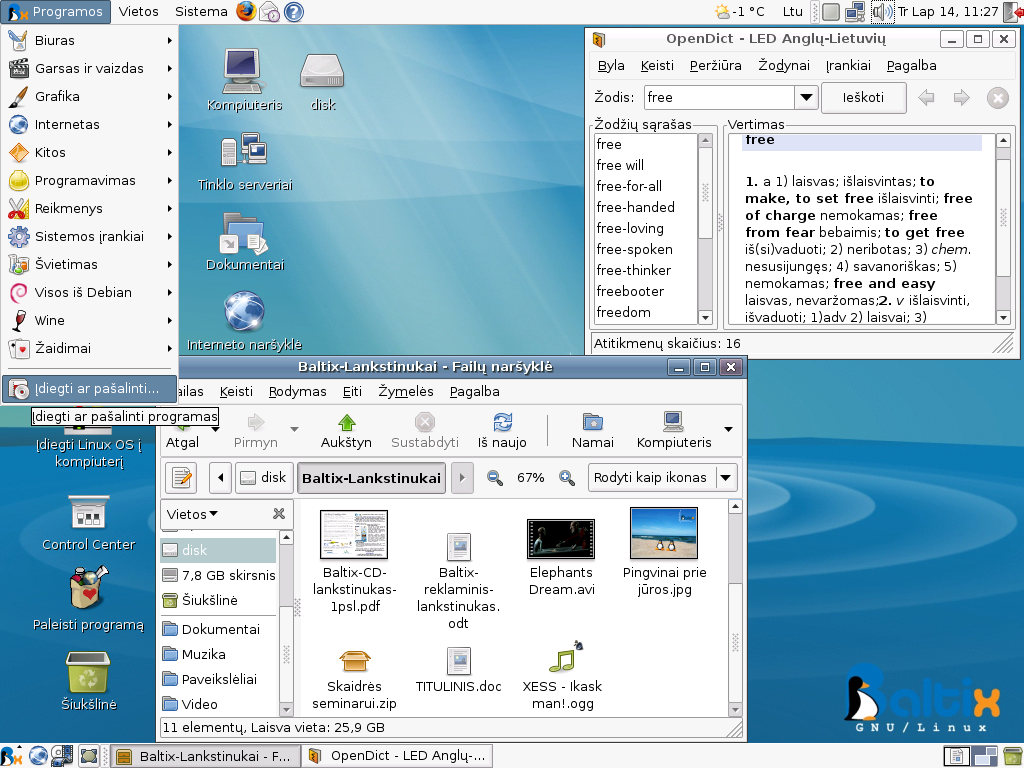 Programos Vietos Sistema -1 °C Ltu Tr Lap 14, 11:27
Biuras
Garsas ir vaizdas
Grafika
Internetas
Kitos
Programavimas
Reikmenys
Sistemos įrankiai
Švietimas
Visos iš Debian
Wine
Žaidimai
Įdiegti ar pašalinti...
Įdiegti ar pašalinti programas
Kompiuteris
disk
Tinklo serveriai
Dokumentai
Interneto naršyklė
Įdiegti Linux OS į
kompiuterį
Control Center
Paleisti programą
Šiukšlinė
OpenDict - LED Anglų-Lietuvių
Byla Keisti Peržiūra Žodynai Įrankiai Pagalba
Žodis: free Ieškoti
Žodžių sąrašas
free
free will
free-for-all
free-handed
free-loving
free-spoken
free-thinker
freebooter
freedom
Vertimas
free
1. a 1) laisvas; išlaisvintas; to
make, to set free išlaisvinti; free
of charge nemokamas; free
from fear bebaimis; to get free
iš(si)vaduoti; 2) neribotas; 3) chem.
nesusijungęs; 4) savanoriškas; 5)
nemokamas; free and easy
laisvas, nevaržomas;2. v išlaisvinti,
išvaduoti; 1)adv 2) laisvai; 3)
Atitikmenų skaičius: 16
Baltix-Lankstinukai - Failų naršyklė
ailas Keisti Rodymas Eiti Žymelės Pagalba
Atgal Pirmyn Aukštyn Sustabdyti Iš naujo Namai Kompiuteris
disk Baltix-Lankstinukai 67% Rodyti kaip ikonas
Vietos
disk
7,8 GB skirsnis
Šiukšlinė
Dokumentai
Muzika
Paveikslėliai
Video
Baltix-CD-
lankstinukas-
1psl.pdf
Baltix-
reklaminis-
lankstinukas.
odt
Elephants
Dream.avi
Pingvinai prie
jūros.jpg
Skaidrės
seminarui.zip
TITULINIS.doc
XESS - Ikask
man!.ogg
11 elementų, Laisva vieta: 25,9 GB
Baltix
GNU/Linux
Baltix-Lankstinukai - F... OpenDict - LED Anglų-...